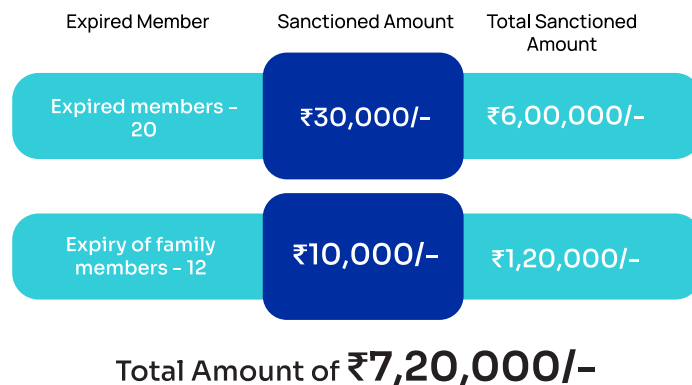 Expired Member
Sanctioned Amount
Total Sanctioned
Amount
Expired members -
20
₹30,000/-
₹6,00,000/-
Expiry of family
members - 12
₹10,000/-
₹1,20,000/-
Total Amount of ₹7,20,000/-